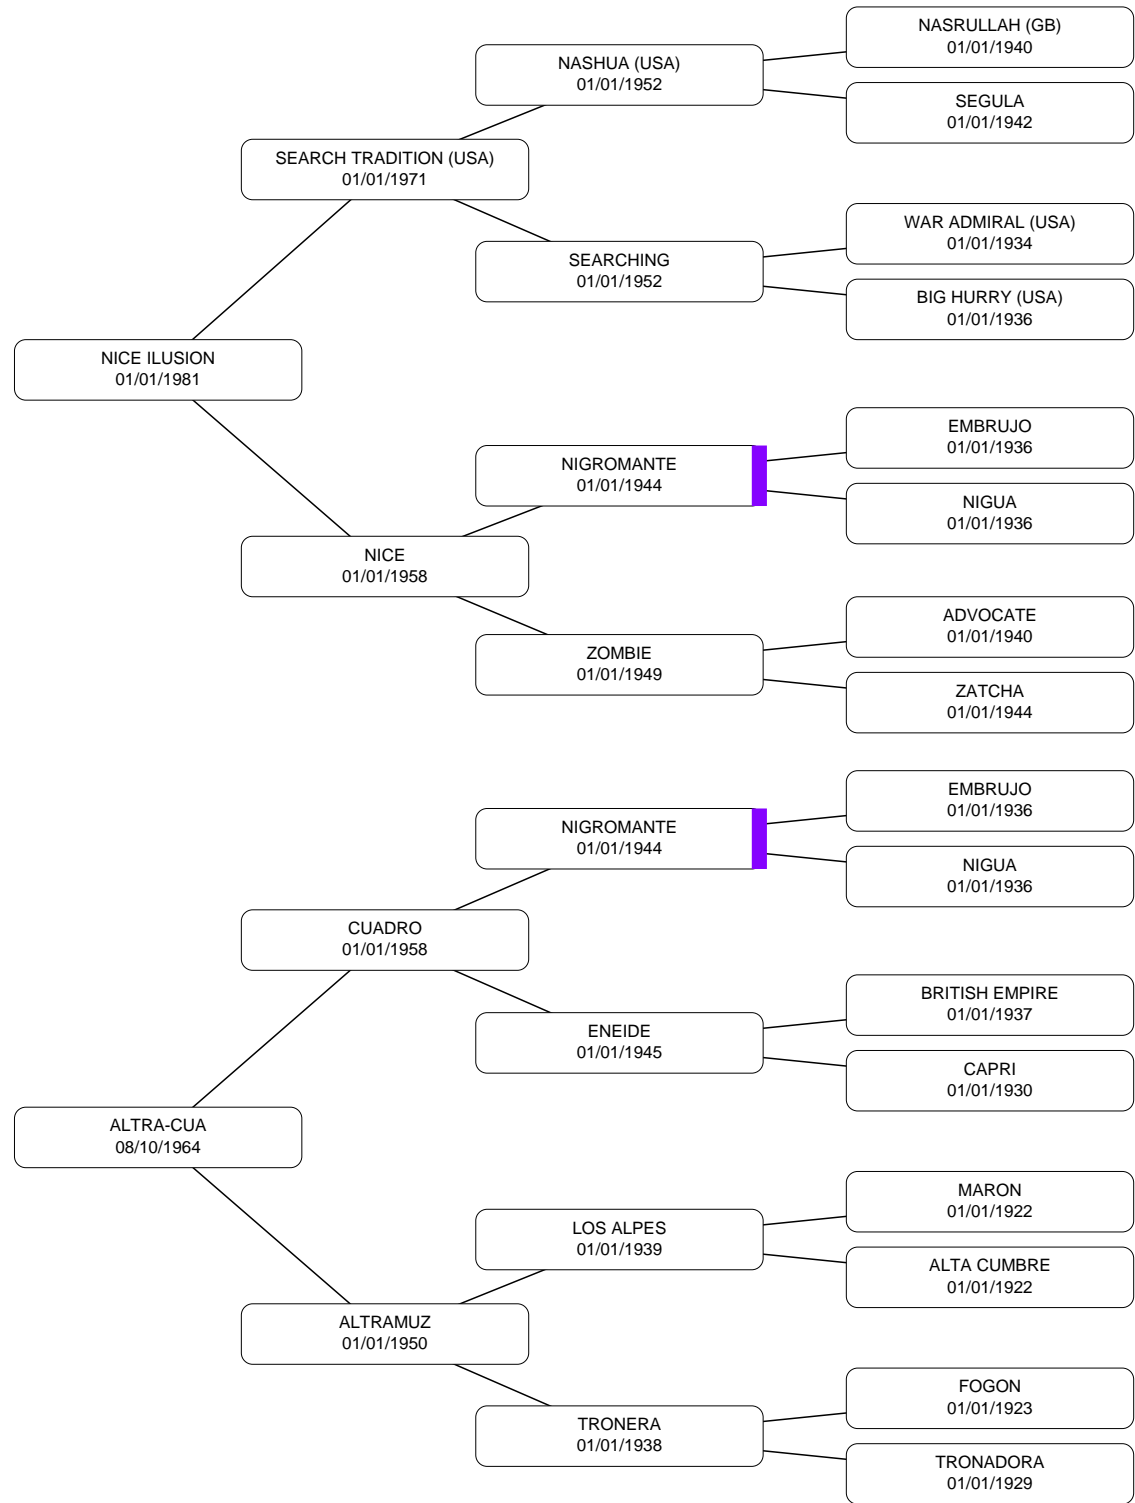 NASRULLAH (GB)
01/01/1940
NASHUA (USA)
01/01/1952
SEGULA
01/01/1942
SEARCH TRADITION (USA)
01/01/1971
WAR ADMIRAL (USA)
01/01/1934
SEARCHING
01/01/1952
BIG HURRY (USA)
01/01/1936
NICE ILUSION
01/01/1981
EMBRUJO
01/01/1936
NIGROMANTE
01/01/1944
NIGUA
01/01/1936
NICE
01/01/1958
ADVOCATE
01/01/1940
ZOMBIE
01/01/1949
ZATCHA
01/01/1944
EMBRUJO
01/01/1936
NIGROMANTE
01/01/1944
NIGUA
01/01/1936
CUADRO
01/01/1958
BRITISH EMPIRE
01/01/1937
ENEIDE
01/01/1945
CAPRI
01/01/1930
ALTRA-CUA
08/10/1964
MARON
01/01/1922
LOS ALPES
01/01/1939
ALTA CUMBRE
01/01/1922
ALTRAMUZ
01/01/1950
FOGON
01/01/1923
TRONERA
01/01/1938
TRONADORA
01/01/1929